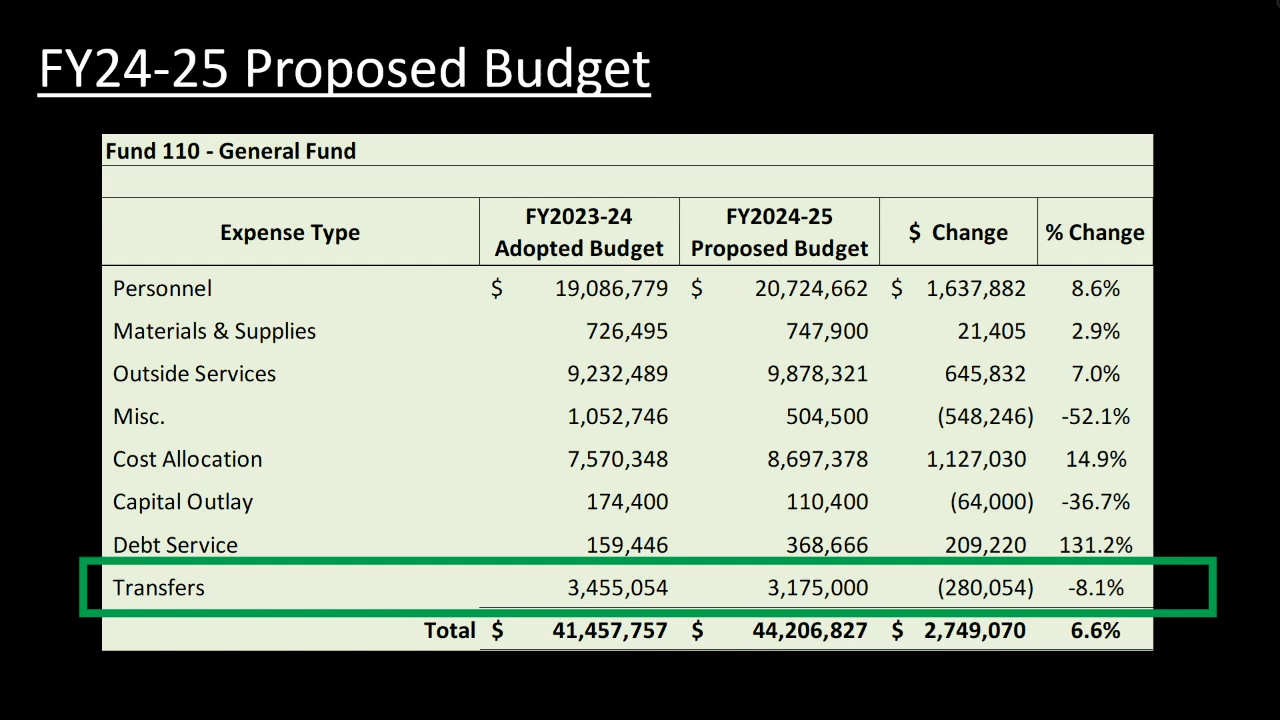 FY24-25 Proposed Budget
Fund 110 - General Fund
Expense Type FY2023-24 Adopted Budget FY2024-25 Proposed Budget $ Change % Change
Personnel $ 19,086,779 $ 20,724,662 $ 1,637,882 8.6%
Materials & Supplies 726,495 747,900 21,405 2.9%
Outside Services 9,232,489 9,878,321 645,832 7.0%
Misc. 1,052,746 504,500 (548,246) -52.1%
Cost Allocation 7,570,348 8,697,378 1,127,030 14.9%
Capital Outlay 174,400 110,400 (64,000) -36.7%
Debt Service 159,446 368,666 209,220 131.2%
Transfers 3,455,054 3,175,000 (280,054) -8.1%
Total $ 41,457,757 $ 44,206,827 $ 2,749,070 6.6%